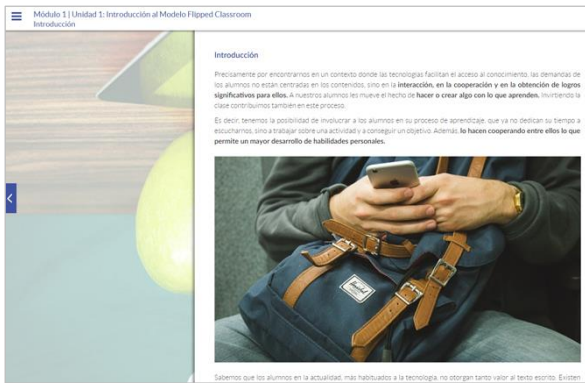 Módulo 1 | Unidad 1: Introducción al Modelo Flipped Classroom
Introducción
Introducción
Precisamente por encontrarnos en un contexto donde las tecnologías facilitan el acceso al conocimiento, las demandas de
los alumnos no están centradas en los contenidos, sino en la interacción, en la cooperación y en la obtención de logros
significativos para ellos. A nuestros alumnos les mueve el hecho de hacer o crear algo con lo que aprenden. Invirtiendo la
clase contribuimos también en este proceso.
Es decir, tenemos la posibilidad de involucrar a los alumnos en su proceso de aprendizaje, que ya no dedican su tiempo a
escucharnos, sino a trabajar sobre una actividad y a conseguir un objetivo. Además, lo hacen cooperando entre ellos lo que
permite un mayor desarrollo de habilidades personales.
Herschel
Sabemos que los alumnos en la actualidad, más habituados a la tecnología, no otorgan tanto valor al texto escrito. Existen